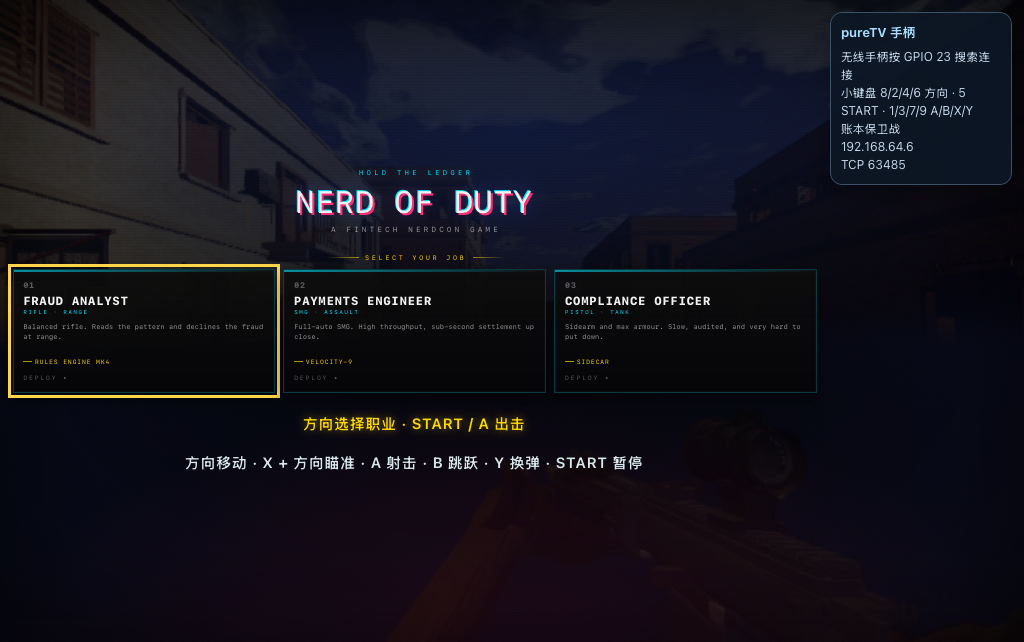 HOLD THE LEDGER
NERD OF DUTY
A FINTECH NERDCON GAME
SELECT YOUR JOB
01
FRAUD ANALYST
RIFLE · RANGE
Balanced rifle. Reads the pattern and declines the fraud
at range.
RULES ENGINE MK4
DEPLOY
02
PAYMENTS ENGINEER
SMG · ASSAULT
Full-auto SMG. High throughput, sub-second settlement up
close.
VELOCITY-9
DEPLOY
03
COMPLIANCE OFFICER
PISTOL · TANK
Sidearm and max armour. Slow, audited, and very hard to
put down.
SIDECAR
DEPLOY
方向选择职业 · START / A 出击
方向移动 · X + 方向瞄准 · A 射击 · B 跳跃 · Y 换弹 · START 暂停
pureTV 手柄
无线手柄按 GPIO 23 搜索连
接
小键盘 8/2/4/6 方向 · 5
START · 1/3/7/9 A/B/X/Y
账本保卫战
192.168.64.6
TCP 63485